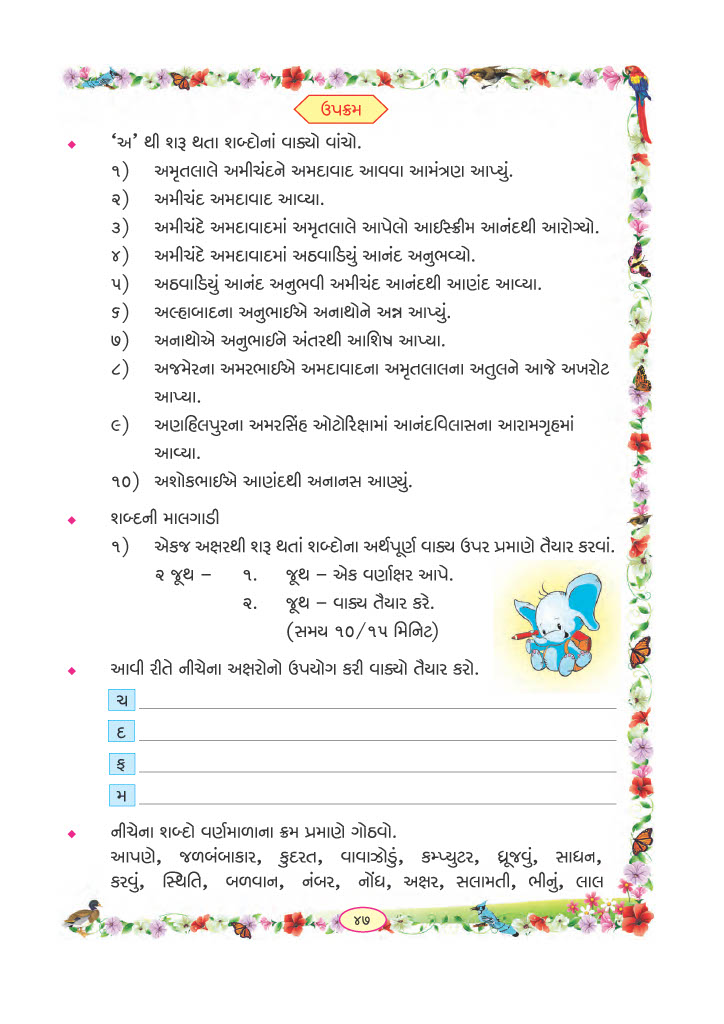 ઉપક્રમ
‘અ’ થી શરૂ થતા શબ્દોનાં વાક્યો વાંચો.
૧) અમૃતલાલે અમીચંદને અમદાવાદ આવવા આમંત્રણ આપ્યું.
૨) અમીચંદ અમદાવાદ આવ્યા.
૩) અમીચંદે અમદાવાદમાં અમૃતલાલે આપેલો આઈસ્ક્રીમ આનંદથી આરોગ્યો.
૪) અમીચંદે અમદાવાદમાં અઠવાડિયું આનંદ અનુભવ્યો.
૫) અઠવાડિયું આનંદ અનુભવી અમીચંદ આનંદથી આણંદ આવ્યા.
૬) અલ્હાબાદના અનુભાઈએ અનાથોને અન્ન આપ્યું.
૭) અનાથોએ અનુભાઈને અંતરથી આશિષ આપ્યા.
૮) અજમેરના અમરભાઈએ અમદાવાદના અમૃતલાલના અતુલને આજે અખરોટ
આપ્યા.
૯) અણહિલપુરના અમરસિંહ ઓટોરિક્ષામાં આનંદવિલાસના આરામગૃહમાં
આવ્યા.
૧૦) અશોકભાઈએ આણંદથી અનાનસ આણ્યું.
શબ્દની માલગાડી
૧) એકજ અક્ષરથી શરૂ થતાં શબ્દોના અર્થપૂર્ણ વાક્ય ઉપર પ્રમાણે તૈયાર કરવાં.
૨ જૂથ – ૧. જૂથ – એક વર્ણાક્ષર આપે.
૨. જૂથ – વાક્ય તૈયાર કરે.
(સમય ૧૦/૧૫ મિનિટ)
આવી રીતે નીચેના અક્ષરોનો ઉપયોગ કરી વાક્યો તૈયાર કરો.
ચ
દ
ફ
મ
નીચેના શબ્દો વર્ણમાળાના ક્રમ પ્રમાણે ગોઠવો.
આપણે, જળબંબાકાર, કુદરત, વાવાઝોડું, કમ્પ્યુટર, ધ્રૂજવું, સાધન,
કરવું, સ્થિતિ, બળવાન, નંબર, નોંધ, અક્ષર, સલામતી, ભીનું, લાલ
૪૭